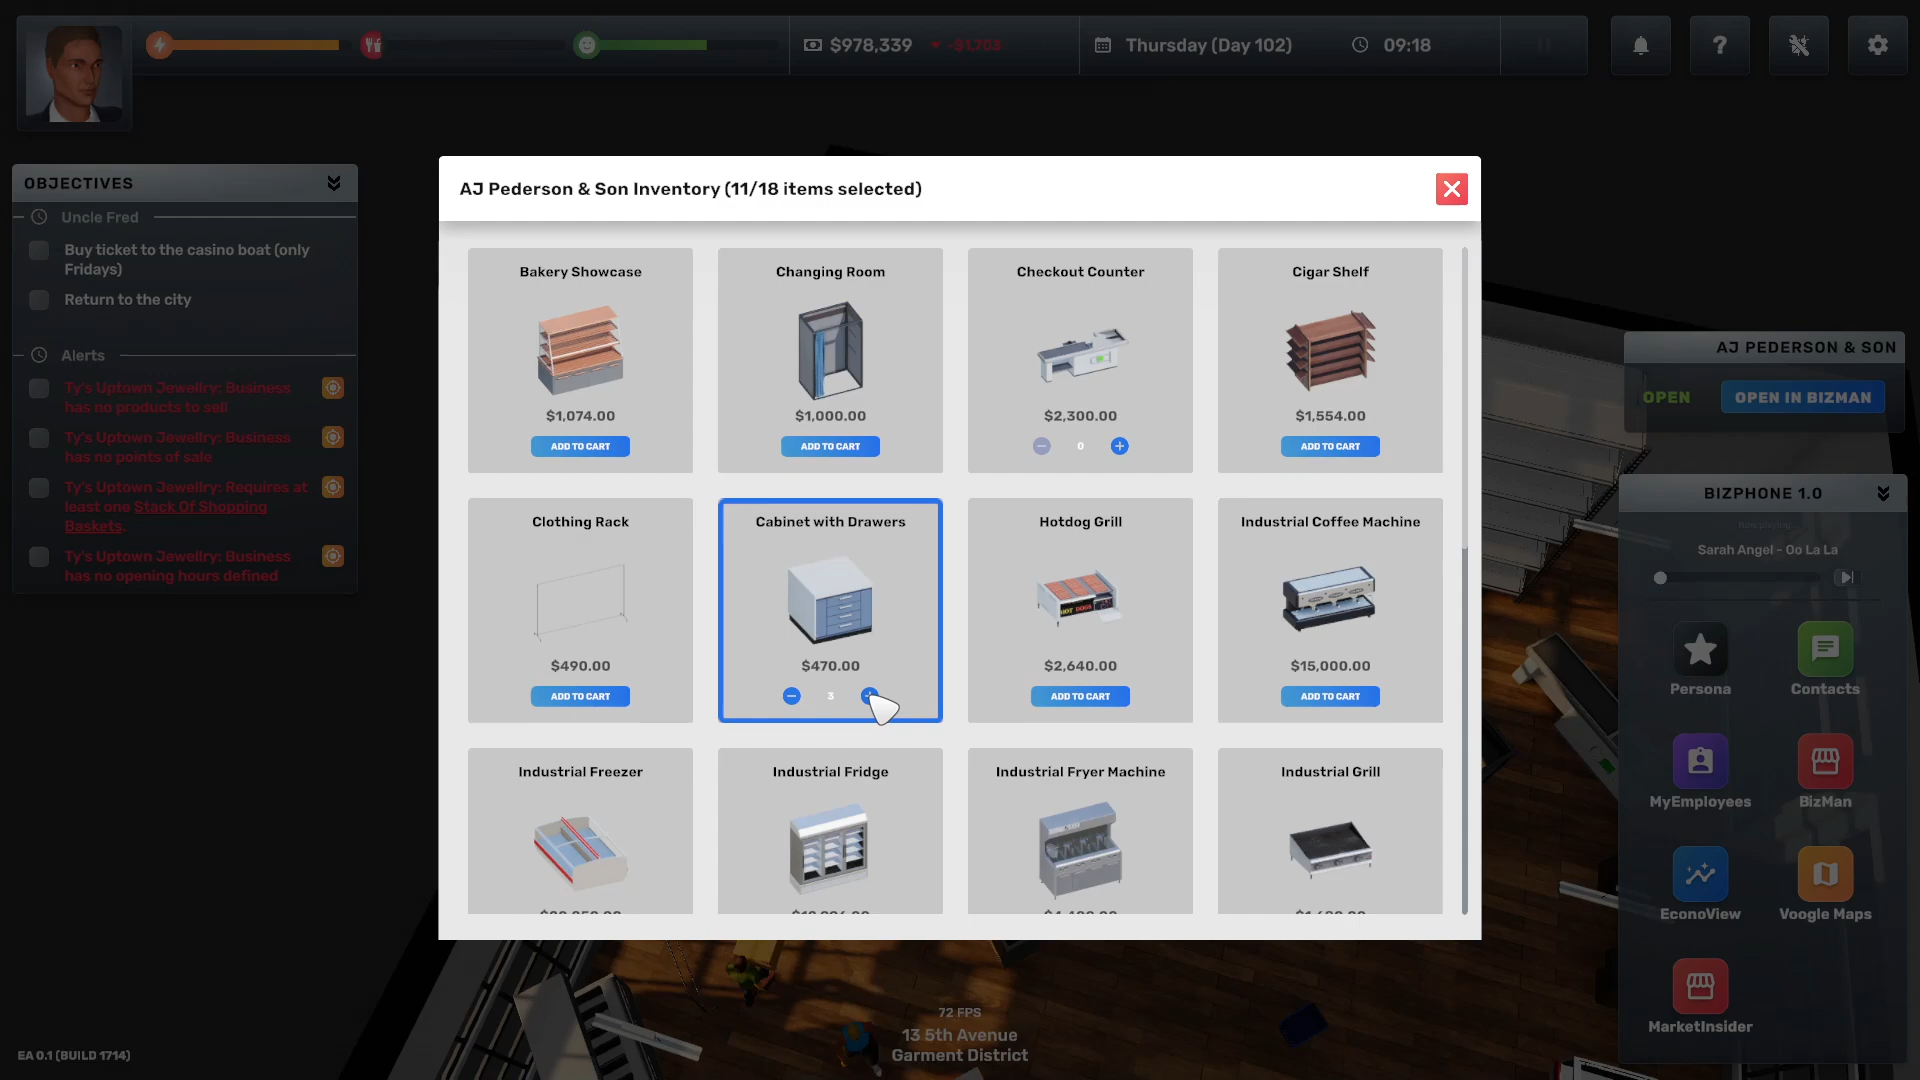 $978,339
-$1,703
Thursday (Day 102)
09:18
?
OBJECTIVES
Uncle Fred
Buy ticket to the casino boat (only
Fridays)
Return to the city
Alerts
Ty's Uptown Jewellry: Business
has no products to sell
Ty's Uptown Jewellry: Business
has no points of sale
Ty's Uptown Jewellry: Requires at
least one Stack Of Shopping
Baskets.
Ty's Uptown Jewellry: Business
has no opening hours defined
AJ Pederson & Son Inventory (11/18 items selected)
Bakery Showcase
$1,074.00
ADD TO CART
Changing Room
$1,000.00
ADD TO CART
Checkout Counter
$2,300.00
0
Cigar Shelf
$1,554.00
ADD TO CART
Clothing Rack
$490.00
ADD TO CART
Cabinet with Drawers
$470.00
3
Hotdog Grill
HOT DOGS
$2,640.00
ADD TO CART
Industrial Coffee Machine
$15,000.00
ADD TO CART
Industrial Freezer
Industrial Fridge
Industrial Fryer Machine
Industrial Grill
AJ PEDERSON & SON
OPEN
OPEN IN BIZMAN
BIZPHONE 1.0
Now playing...
Sarah Angel - Oo La La
Persona
Contacts
MyEmployees
BizMan
EconoView
Voogle Maps
MarketInsider
72 FPS
13 5th Avenue
Garment District
EA 0.1 (BUILD 1714)